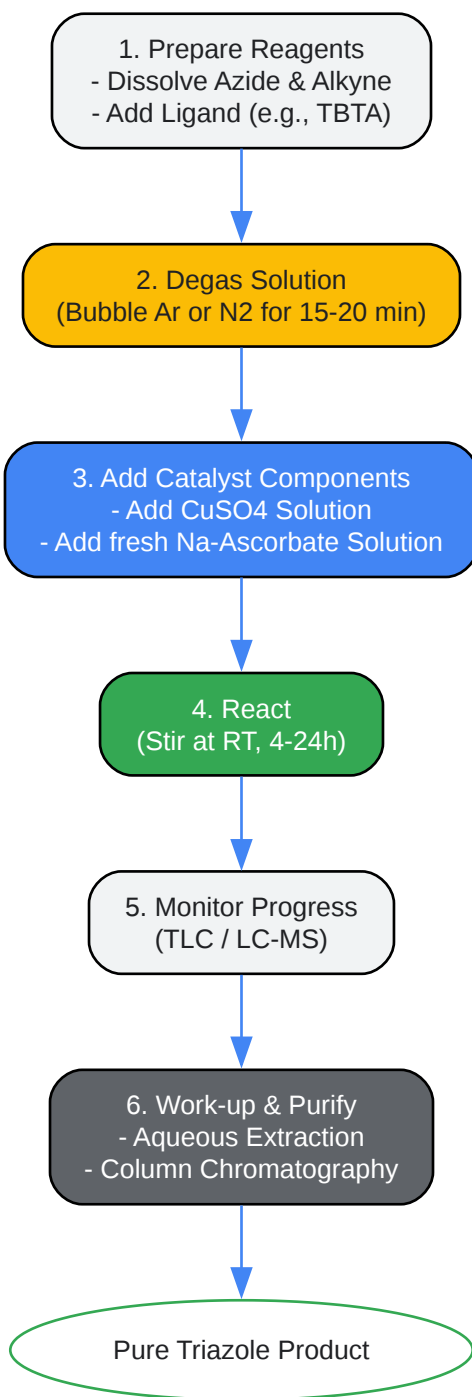 1. Prepare Reagents
- Dissolve Azide & Alkyne
- Add Ligand (e.g., TBTA)
2. Degas Solution
(Bubble Ar or N2 for 15-20 min)
3. Add Catalyst Components
- Add CuSO4 Solution
- Add fresh Na-Ascorbate Solution
4. React
(Stir at RT, 4-24h)
5. Monitor Progress
(TLC / LC-MS)
6. Work-up & Purify
- Aqueous Extraction
- Column Chromatography
Pure Triazole Product